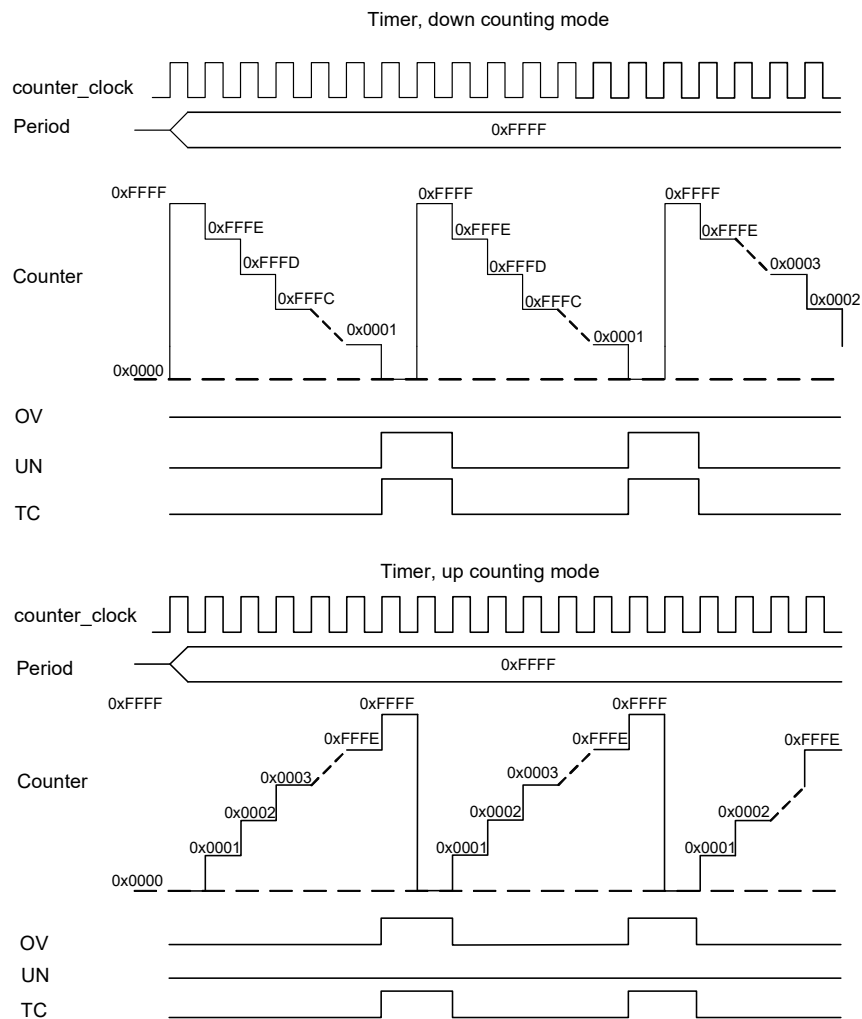 Timer, down counting mode
counter_clock
Period
0xFFFF
0xFFFF
0xFFFF
0xFFFF
0xFFFE
0xFFFE
0xFFFE
0xFFFD
0xFFFD
0x0003
Counter
0xFFFC
0xFFFC
0x0002
0x0001
0x0001
0x0000
OV
UN
TC
Timer, up counting mode
counter_clock
Period
0xFFFF
0xFFFF
0xFFFF
0xFFFF
0xFFFE
0xFFFE
0xFFFE
Counter
0x0003
0x0003
0x0002
0x0002
0x0002
0x0001
0x0001
0x0001
0x0000
OV
UN
TC